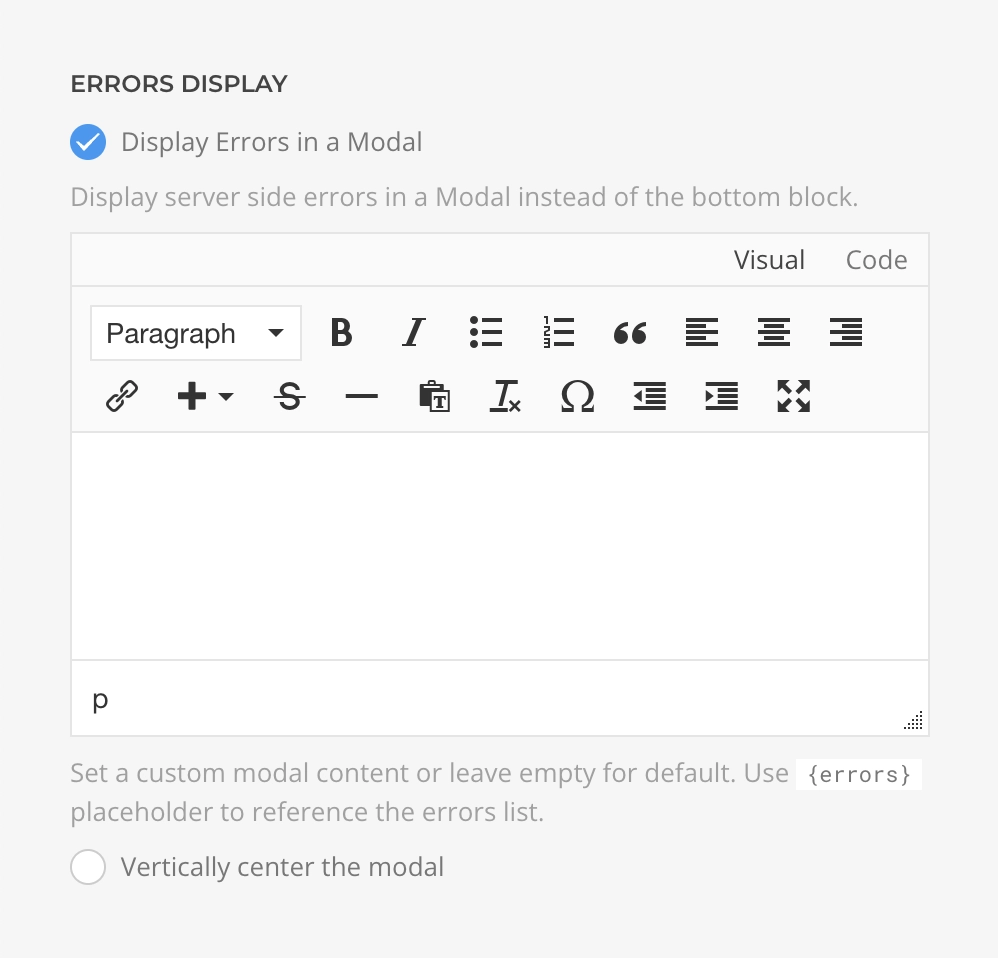 ERRORS DISPLAY
Display Errors in a Modal
Display server side errors in a Modal instead of the bottom block.
Visual Code
Paragraph
p
Set a custom modal content or leave empty for default. Use {errors}
placeholder to reference the errors list.
Vertically center the modal